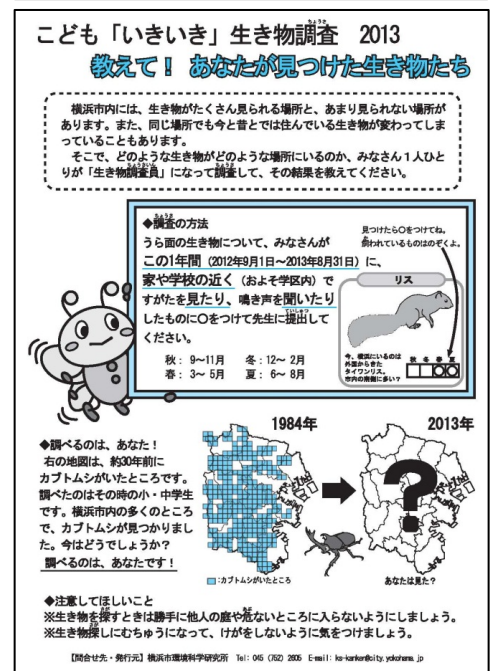 こども「いきいき」生き物調査 2013
教えて！ あなたが見つけた生き物たち
横浜市内には、生き物がたくさん見られる場所と、あまり見られない場所が
あります。また、同じ場所でも今と昔とでは住んでいる生き物が変わってしま
っていることもあります。
そこで、どのような生き物がどのような場所にいるのか、みなさん１人ひと
りが「生き物調査員」になって調査して、その結果を教えてください。
◆調査の方法
うら面の生き物について、みなさんが
この1年間（2012年9月1日～2013年8月31日）に、
家や学校の近く（おおよそ学区内）で
すがたを見たり、鳴き声を聞いたり
したものに○をつけて先生に提出して
ください。
秋： 9～11月 冬：12～ 2月
春： 3～ 5月 夏： 6～ 8月
見つけたら○をつけてね。
飼われているものはのぞくよ。
リス
今、横浜にいるのは
外国からきた
タイワンリス。
市内の南側に多い？
秋 冬 春 夏
○○
1984年
2013年
◆調べるのは、あなた！
右の地図は、約30年前に
カブトムシがいたところです。
調べたのはその時の小・中学生
です。横浜市内の多くのところ
で、カブトムシが見つかりまし
た。今はどうでしょうか？
調べるのは、あなたです！
?
：カブトムシがいたところ
あなたは見た？
◆注意してほしいこと
※生き物を探すときは勝手に他人の庭や危ないところに入らないようにしましょう。
※生き物探しにむちゅうになって、けがをしないように気をつけましょう。
【問合せ先・発行元】横浜市環境科学研究所 Tel: 045 (752) 2605 E-mail: ks-kanken@city.yokohama.jp